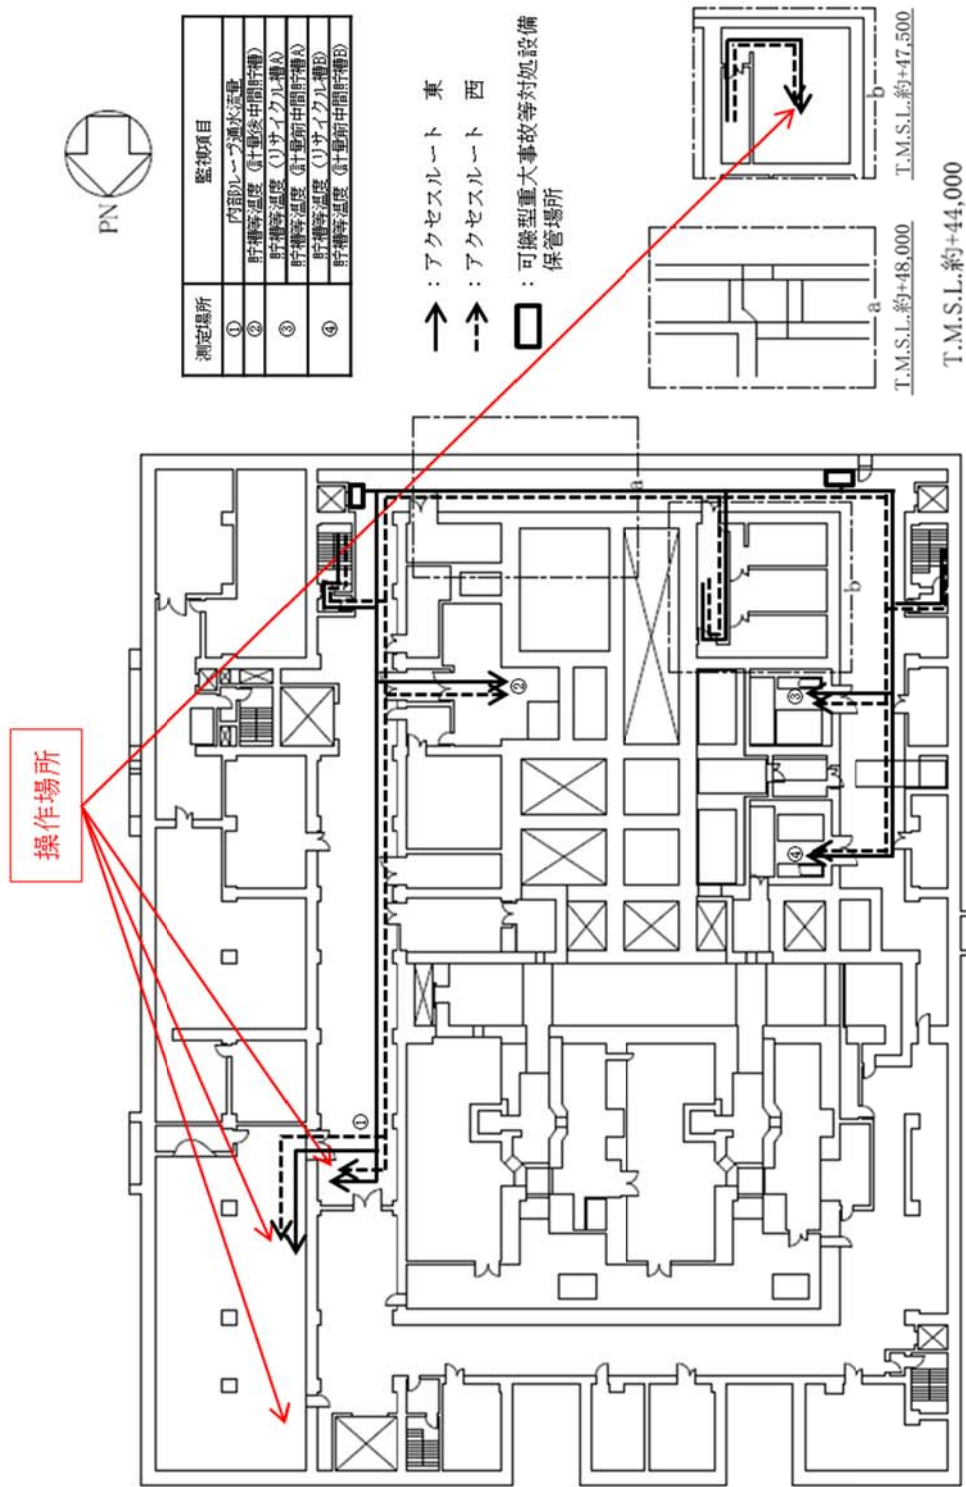 操作場所
PN
測定場所 監視項目
① 内部ループ通水流量
② 貯槽等温度（計量後中間貯槽）
③ 貯槽等温度（リサイクル槽A）
貯槽等温度（計量前中間貯槽A）
④ 貯槽等温度（リサイクル槽B）
貯槽等温度（計量前中間貯槽B）
：アクセスルート　東
：アクセスルート　西
：可搬型重大事故等対処設備
保管場所
a
T.M.S.L.約+48,000
b
T.M.S.L.約+47,500
T.M.S.L.約+44,000
a
b
①
②
③
④